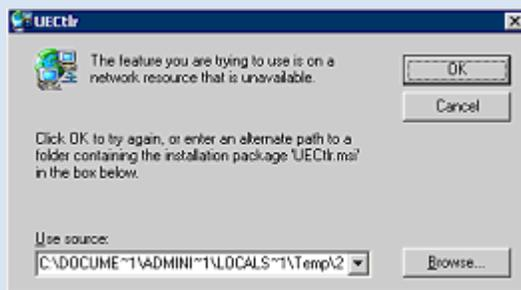 UECtlr
The feature you are trying to use is on a
network resource that is unavailable.
OK
Cancel
Click OK to try again, or enter an alternate path to a
folder containing the installation package 'UECtlr.msi'
in the box below.
Use source:
C:\DOCUME~1\ADMINI~1\LOCALS~1\Temp\2
Browse...